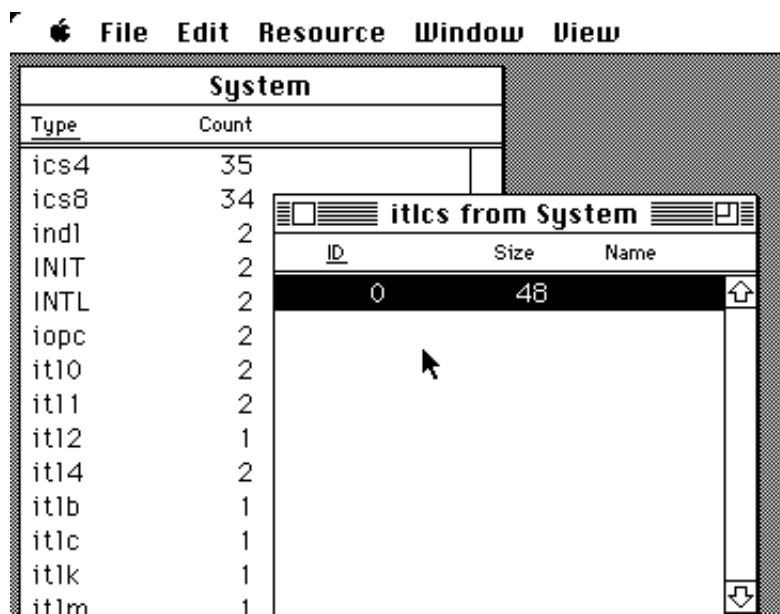 File Edit Resource Window View
System
Type Count
ics4 35
ics8 34
indl 2
INIT 2
INTL 2
iopc 2
itl0 2
itl1 2
itl2 1
itl4 2
itlb 1
itlc 1
itlk 1
itlm 1
itlcs from System
ID Size Name
0 48